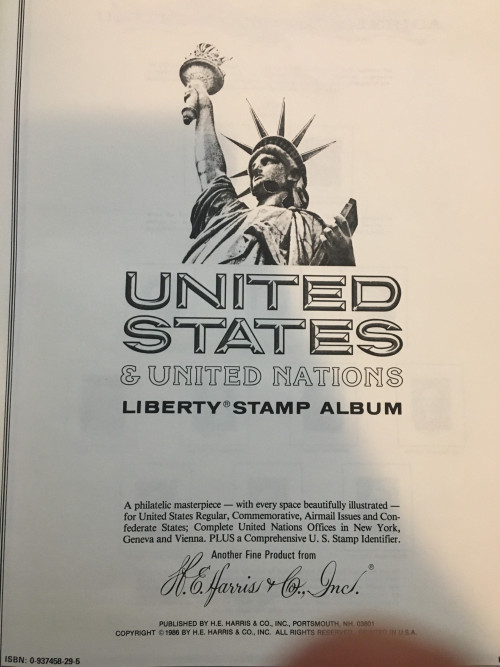 UNITED
STATES
& UNITED NATIONS
LIBERTY® STAMP ALBUM
A philatelic masterpiece — with every space beautifully illustrated —
for United States Regular, Commemorative, Airmail Issues and Con-
federate States; Complete United Nations Offices in New York,
Geneva and Vienna. PLUS a Comprehensive U. S. Stamp Identifier.
Another Fine Product from
H.E. Harris & Co., Inc.®
PUBLISHED BY H.E. HARRIS & CO., INC., PORTSMOUTH, NH. 03801
COPYRIGHT ©1986 BY H.E. HARRIS & CO., INC. ALL RIGHTS RESERVED. PRINTED IN U.S.A.
ISBN: 0-937458-29-5